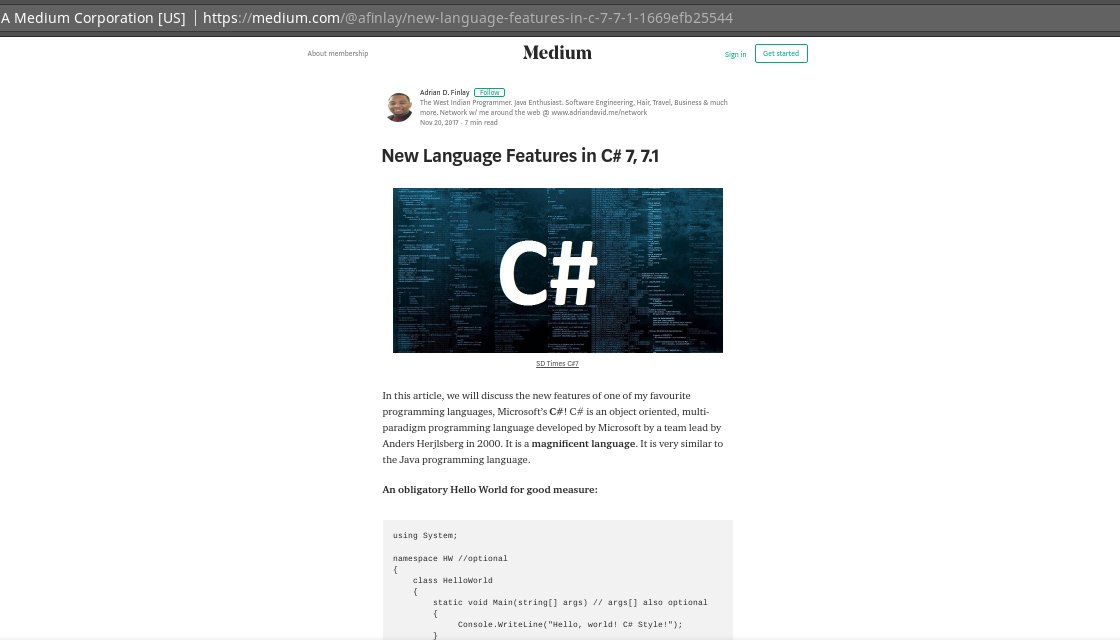 A Medium Corporation [US] https://medium.com/@afinlay/new-language-features-in-c-7-7-1-1669efb25544
About membership
Medium
Sign in
Get started
Adrian D. Finlay Follow
The West Indian Programmer. Java Enthusiast. Software Engineering, Hair, Travel, Business & much
more. Network w/ me around the web @ www.adriandavid.me/network
Nov 20, 2017 · 7 min read
New Language Features in C# 7, 7.1
C#
SD Times C#7
In this article, we will discuss the new features of one of my favourite
programming languages, Microsoft's C#! C# is an object oriented, multi-
paradigm programming language developed by Microsoft by a team lead by
Anders Herjlsberg in 2000. It is a magnificent language. It is very similar to
the Java programming language.
An obligatory Hello World for good measure:
using System;
namespace HW //optional
{
class HelloWorld
{
static void Main(string[] args) // args[] also optional
{
Console.WriteLine("Hello, world! C# Style!");
}